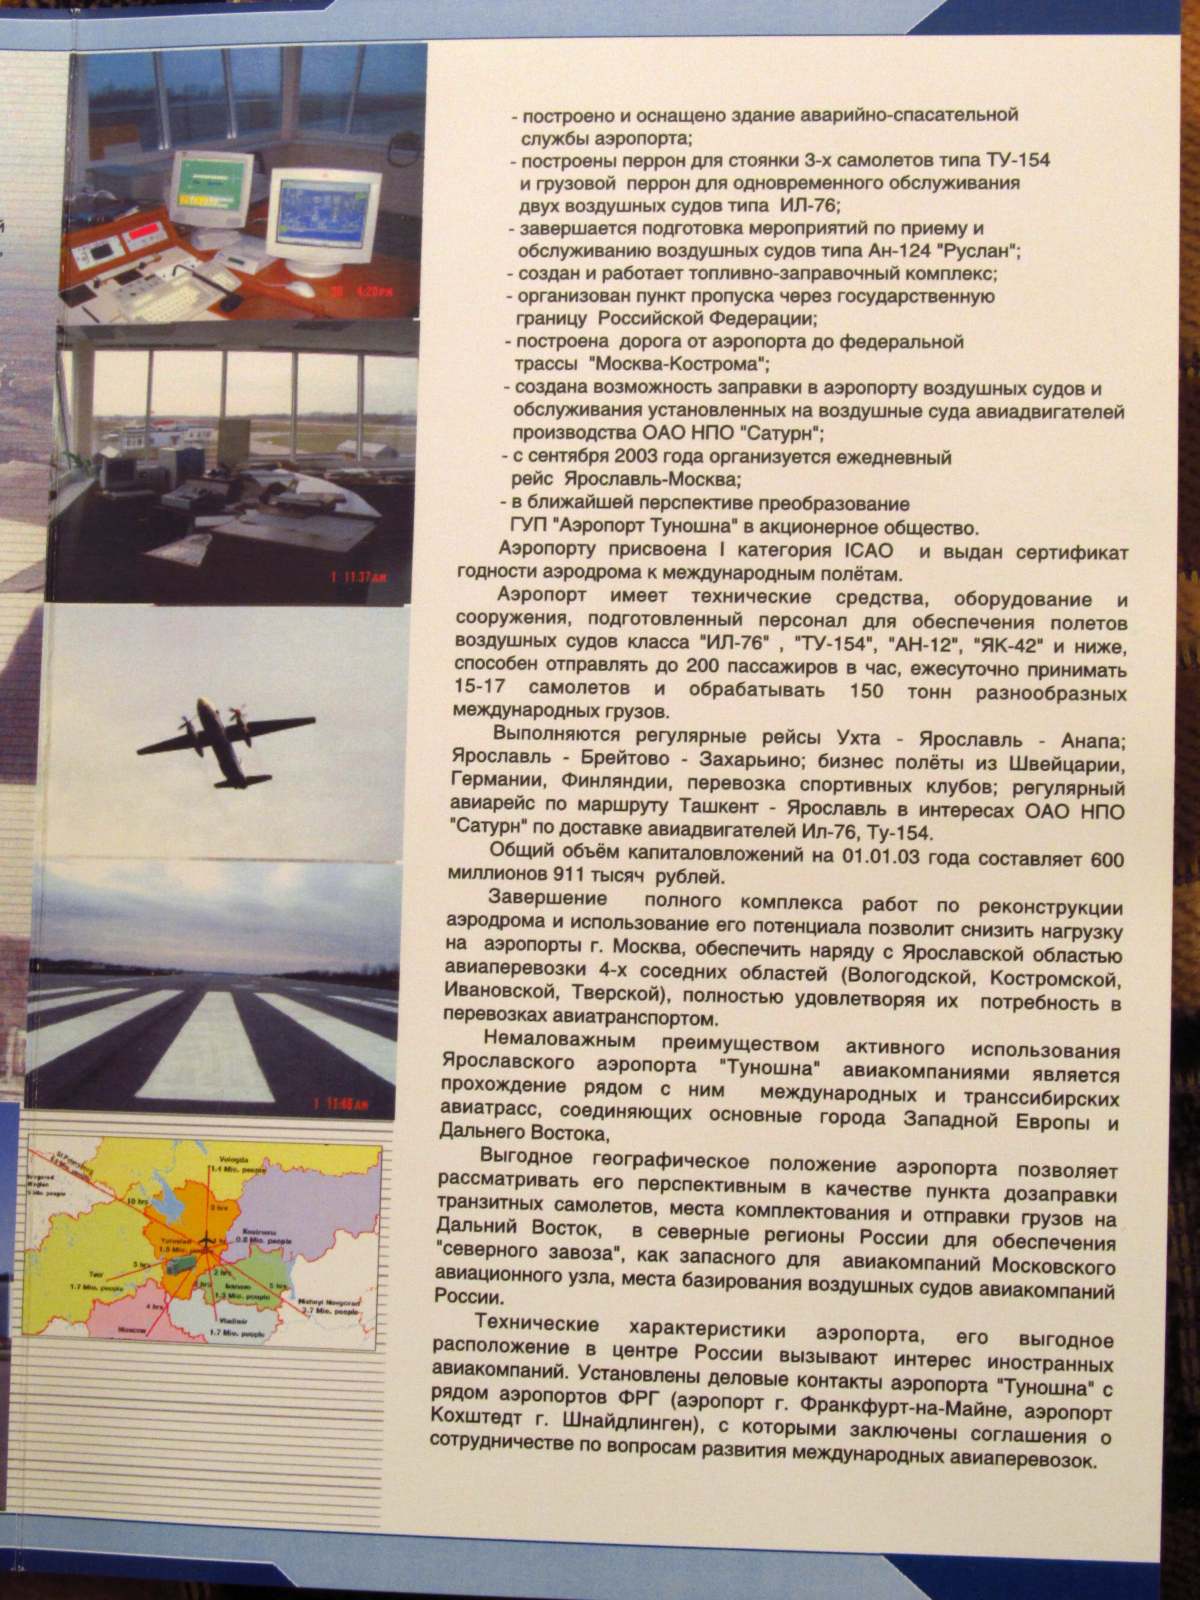 - построено и оснащено здание аварийно-спасательной
службы аэропорта;
- построены перрон для стоянки 3-х самолетов типа ТУ-154
и грузовой перрон для одновременного обслуживания
двух воздушных судов типа ИЛ-76;
- завершается подготовка мероприятий по приему и
обслуживанию воздушных судов типа Ан-124 "Руслан";
- создан и работает топливно-заправочный комплекс;
- организован пункт пропуска через государственную
границу Российской Федерации;
- построена дорога от аэропорта до федеральной
трассы "Москва-Кострома";
- создана возможность заправки в аэропорту воздушных судов и
обслуживания установленных на воздушные суда авиадвигателей
производства ОАО НПО "Сатурн";
- с сентября 2003 года организуется ежедневный
рейс Ярославль-Москва;
- в ближайшей перспективе преобразование
ГУП "Аэропорт Туношна" в акционерное общество.
Аэропорту присвоена I категория ICAO и выдан сертификат
годности аэродрома к международным полётам.
Аэропорт имеет технические средства, оборудование и
сооружения, подготовленный персонал для обеспечения полетов
воздушных судов класса "ИЛ-76" , "ТУ-154", "АН-12", "ЯК-42" и ниже,
способен отправлять до 200 пассажиров в час, ежесуточно принимать
15-17 самолетов и обрабатывать 150 тонн разнообразных
международных грузов.
Выполняются регулярные рейсы Ухта - Ярославль - Анапа;
Ярославль - Брейтово - Захарьино; бизнес полёты из Швейцарии,
Германии, Финляндии, перевозка спортивных клубов; регулярный
авиарейс по маршруту Ташкент - Ярославль в интересах ОАО НПО
"Сатурн" по доставке авиадвигателей Ил-76, Ту-154.
Общий объём капиталовложений на 01.01.03 года составляет 600
миллионов 911 тысяч рублей.
Завершение полного комплекса работ по реконструкции
аэродрома и использование его потенциала позволит снизить нагрузку
на аэропорты г. Москва, обеспечить наряду с Ярославской областью
авиаперевозки 4-х соседних областей (Вологодской, Костромской,
Ивановской, Тверской), полностью удовлетворяя их потребность в
перевозках авиатранспортом.
Немаловажным преимуществом активного использования
Ярославского аэропорта "Туношна" авиакомпаниями является
прохождение рядом с ним международных и транссибирских
авиатрасс, соединяющих основные города Западной Европы и
Дальнего Востока,
Выгодное географическое положение аэропорта позволяет
рассматривать его перспективным в качестве пункта дозаправки
транзитных самолетов, места комплектования и отправки грузов на
Дальний Восток, в северные регионы России для обеспечения
"северного завоза", как запасного для авиакомпаний Московского
авиационного узла, места базирования воздушных судов авиакомпаний
России.
Технические характеристики аэропорта, его выгодное
расположение в центре России вызывают интерес иностранных
авиакомпаний. Установлены деловые контакты аэропорта "Туношна" с
рядом аэропортов ФРГ (аэропорт г. Франкфурт-на-Майне, аэропорт
Кохштедт г. Шнайдлинген), с которыми заключены соглашения о
сотрудничестве по вопросам развития международных авиаперевозок.
4:20 PM
1 11:37 AM
1 11:46 AM
St.Petersburg
Vologda
1.4 Mio. people
10 hrs
3 hrs
Kostroma
0.8 Mio. people
Tver
1.7 Mio. people
3 hrs
2 hrs
5 hrs
Ivanovo
1.3 Mio. people
Nishnyi Novgorod
3.7 Mio. people
4 hrs
Vladimir
1.7 Mio. people
Moscow